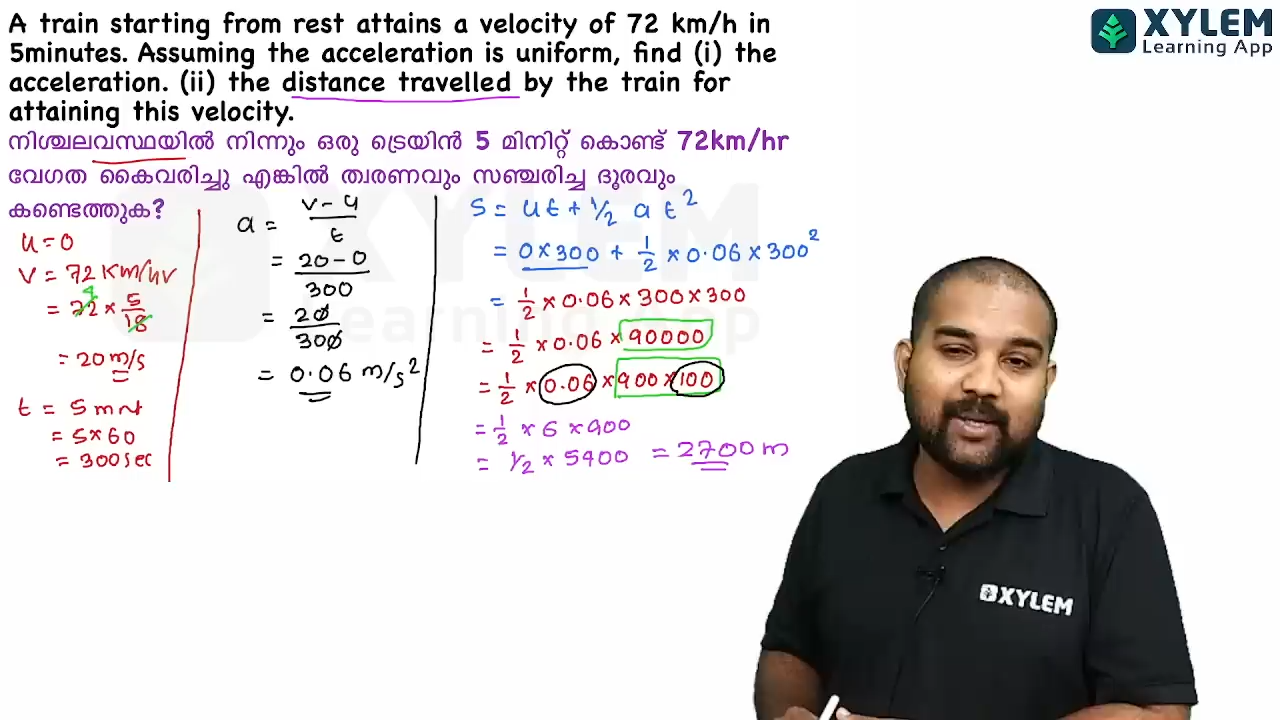 A train starting from rest attains a velocity of 72 km/h in
5minutes. Assuming the acceleration is uniform, find (i) the
acceleration. (ii) the distance travelled by the train for
attaining this velocity.
നിശ്ചലവസ്ഥയിൽ നിന്നും ഒരു ട്രെയിൻ 5 മിനിറ്റ് കൊണ്ട് 72km/hr
വേഗത കൈവരിച്ചു എങ്കിൽ ത്വരണവും സഞ്ചരിച്ച ദൂരവും
കണ്ടെത്തുക?
u = 0
v = 72 km/hr
= 72 4 × 5/18
= 20 m/s
t = 5 mnt
= 5×60
= 300 sec
a = v-u/t
= 20-0/300
= 20/300
= 0.06 m/s²
S = ut + 1/2 at²
= 0×300 + 1/2 × 0.06 × 300²
= 1/2 × 0.06 × 300 × 300
= 1/2 × 0.06 × 90000
= 1/2 × 0.06 × 900 × 100
= 1/2 × 6 × 900
= 1/2 × 5400 = 2700 m
XYLEM
Learning App
XYLEM
Learning App
XYLEM